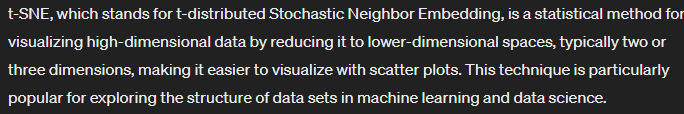 t-SNE, which stands for t-distributed Stochastic Neighbor Embedding, is a statistical method for
visualizing high-dimensional data by reducing it to lower-dimensional spaces, typically two or
three dimensions, making it easier to visualize with scatter plots. This technique is particularly
popular for exploring the structure of data sets in machine learning and data science.